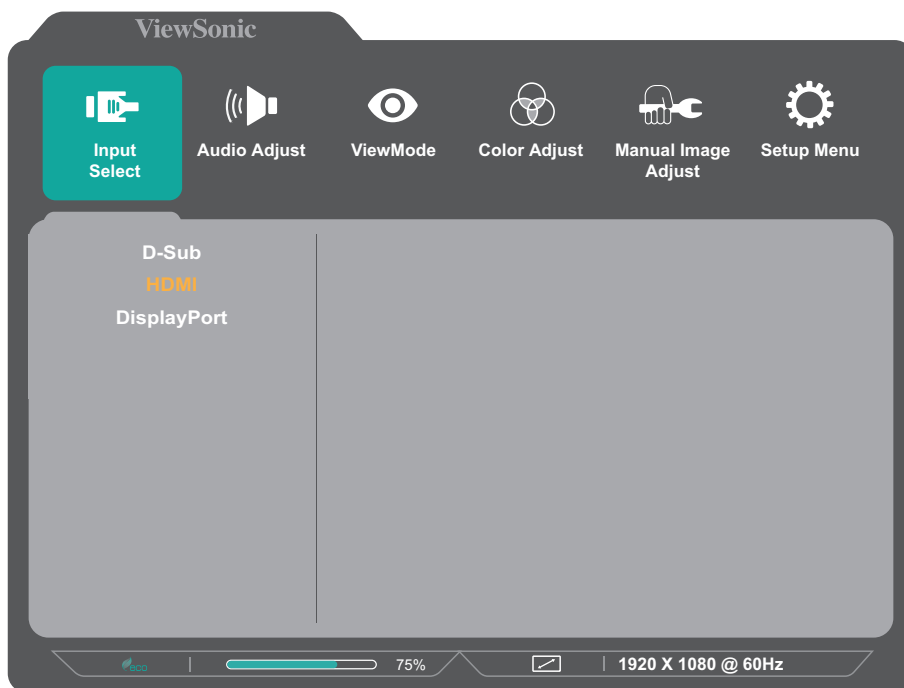 ViewSonic
Input
Select
Audio Adjust
ViewMode
Color Adjust
Manual Image
Adjust
Setup Menu
D-Sub
HDMI
DisplayPort
eco
75%
1920 X 1080 @ 60Hz